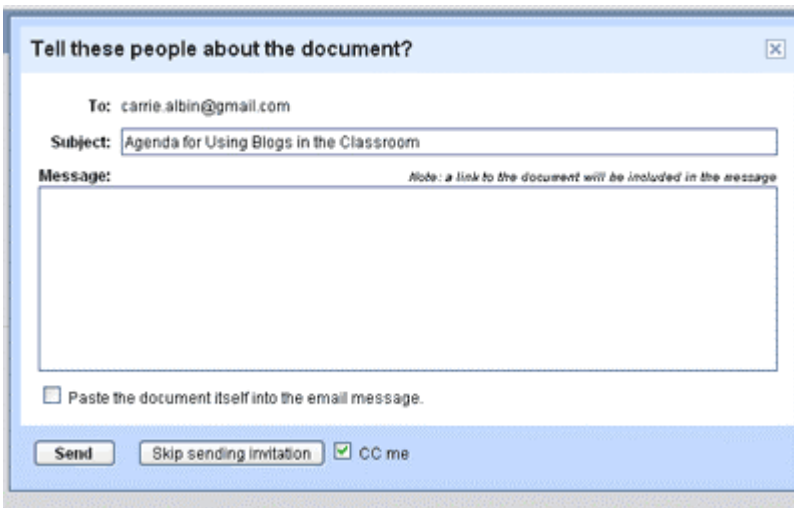 Tell these people about the document?
To: carrie.albin@gmail.com
Subject: Agenda for Using Blogs in the Classroom
Message: Note: a link to the document will be included in the message
Paste the document itself into the email message.
Send Skip sending invitation CC me